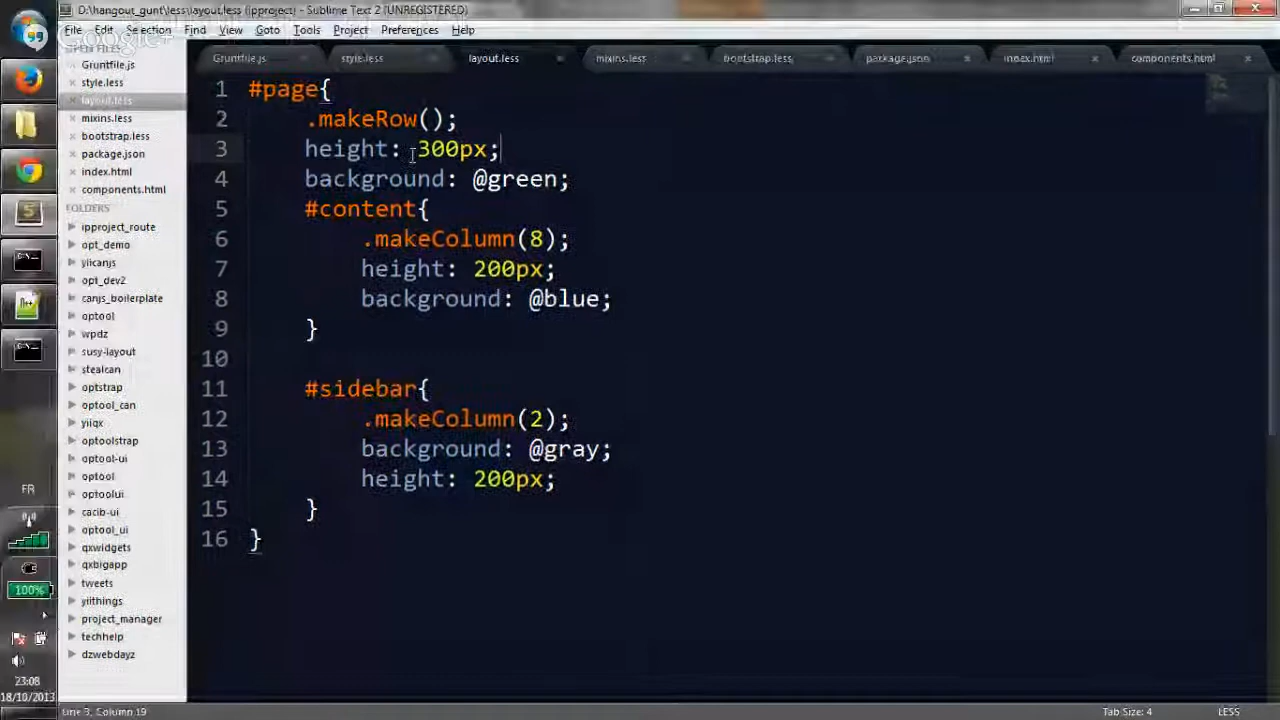 D:\hangout_gunt\less\layout.less (ipproject) - Sublime Text 2 [UNREGISTERED]
File Edit Selection Find View Goto Tools Project Preferences Help
Google+
OPEN FILES
Gruntfile.js
style.less
layout.less
mixins.less
bootstrap.less
package.json
index.html
components.html
FOLDERS
ipproject_route
opt_demo
yiicanjs
opt_dev2
canjs_boilerplate
optool
wpdz
susy-layout
stealcan
optstrap
optool_can
yiiqx
optoolstrap
optool-ui
optool
optoolui
cacib-ui
optool_ui
qxwidgets
qxbigapp
tweets
yiithings
project_manager
techhelp
dzwebdayz
Gruntfile.js style.less layout.less mixins.less bootstrap.less package.json index.html components.html
1 #page{
2 .makeRow();
3 height: 300px;
4 background: @green;
5 #content{
6 .makeColumn(8);
7 height: 200px;
8 background: @blue;
9 }
10
11 #sidebar{
12 .makeColumn(2);
13 background: @gray;
14 height: 200px;
15 }
16 }
FR
100%
23:08
18/10/2013
Line 3, Column 19
Tab Size: 4
LESS